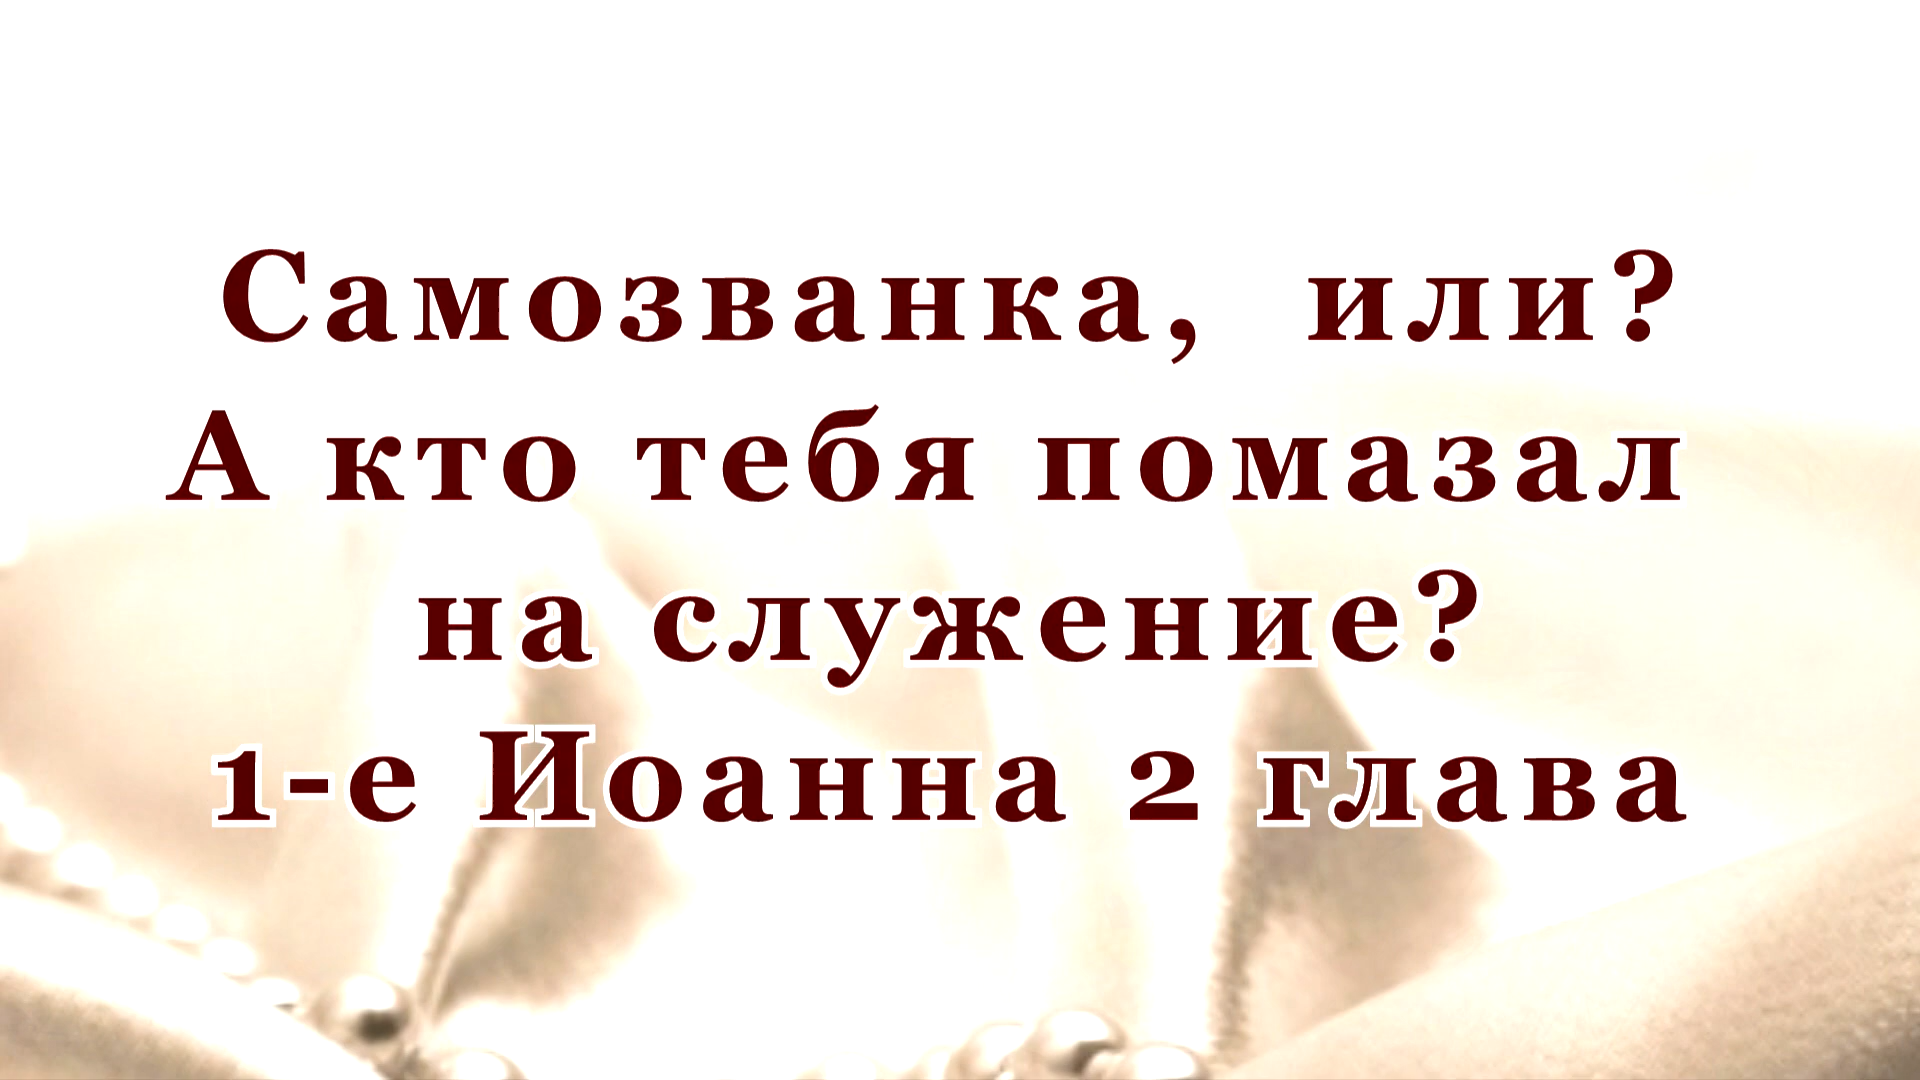 Самозванка, или?
А кто тебя помазал
на служение?
1-е Иоанна 2 глава